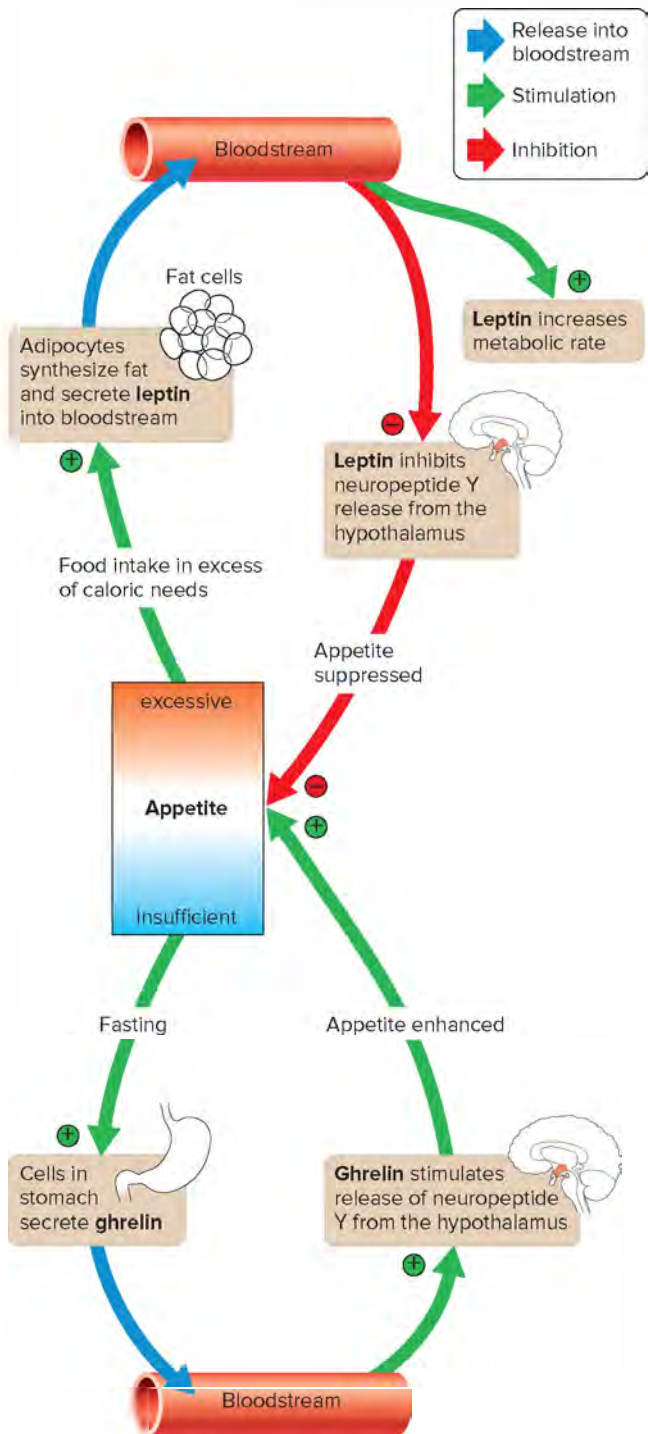 Release into
bloodstream
Stimulation
Inhibition
Bloodstream
Fat cells
Adipocytes
synthesize fat
and secrete leptin
into bloodstream
+
+
Leptin increases
metabolic rate
−
Leptin inhibits
neuropeptide Y
release from the
hypothalamus
Food intake in excess
of caloric needs
Appetite
suppressed
excessive
Appetite
Insufficient
−
+
Fasting
Appetite enhanced
+
Cells in
stomach
secrete ghrelin
Ghrelin stimulates
release of neuropeptide
Y from the hypothalamus
+
Bloodstream